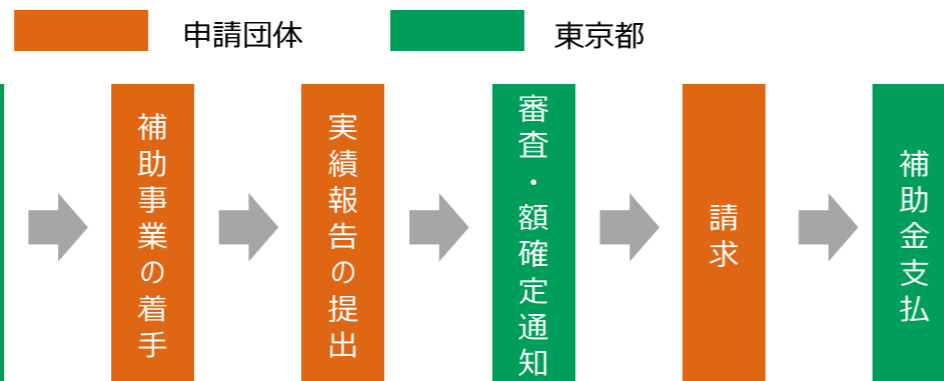 申請団体
東京都
補助事業の着手
実績報告の提出
審査・額確定通知
請求
補助金支払